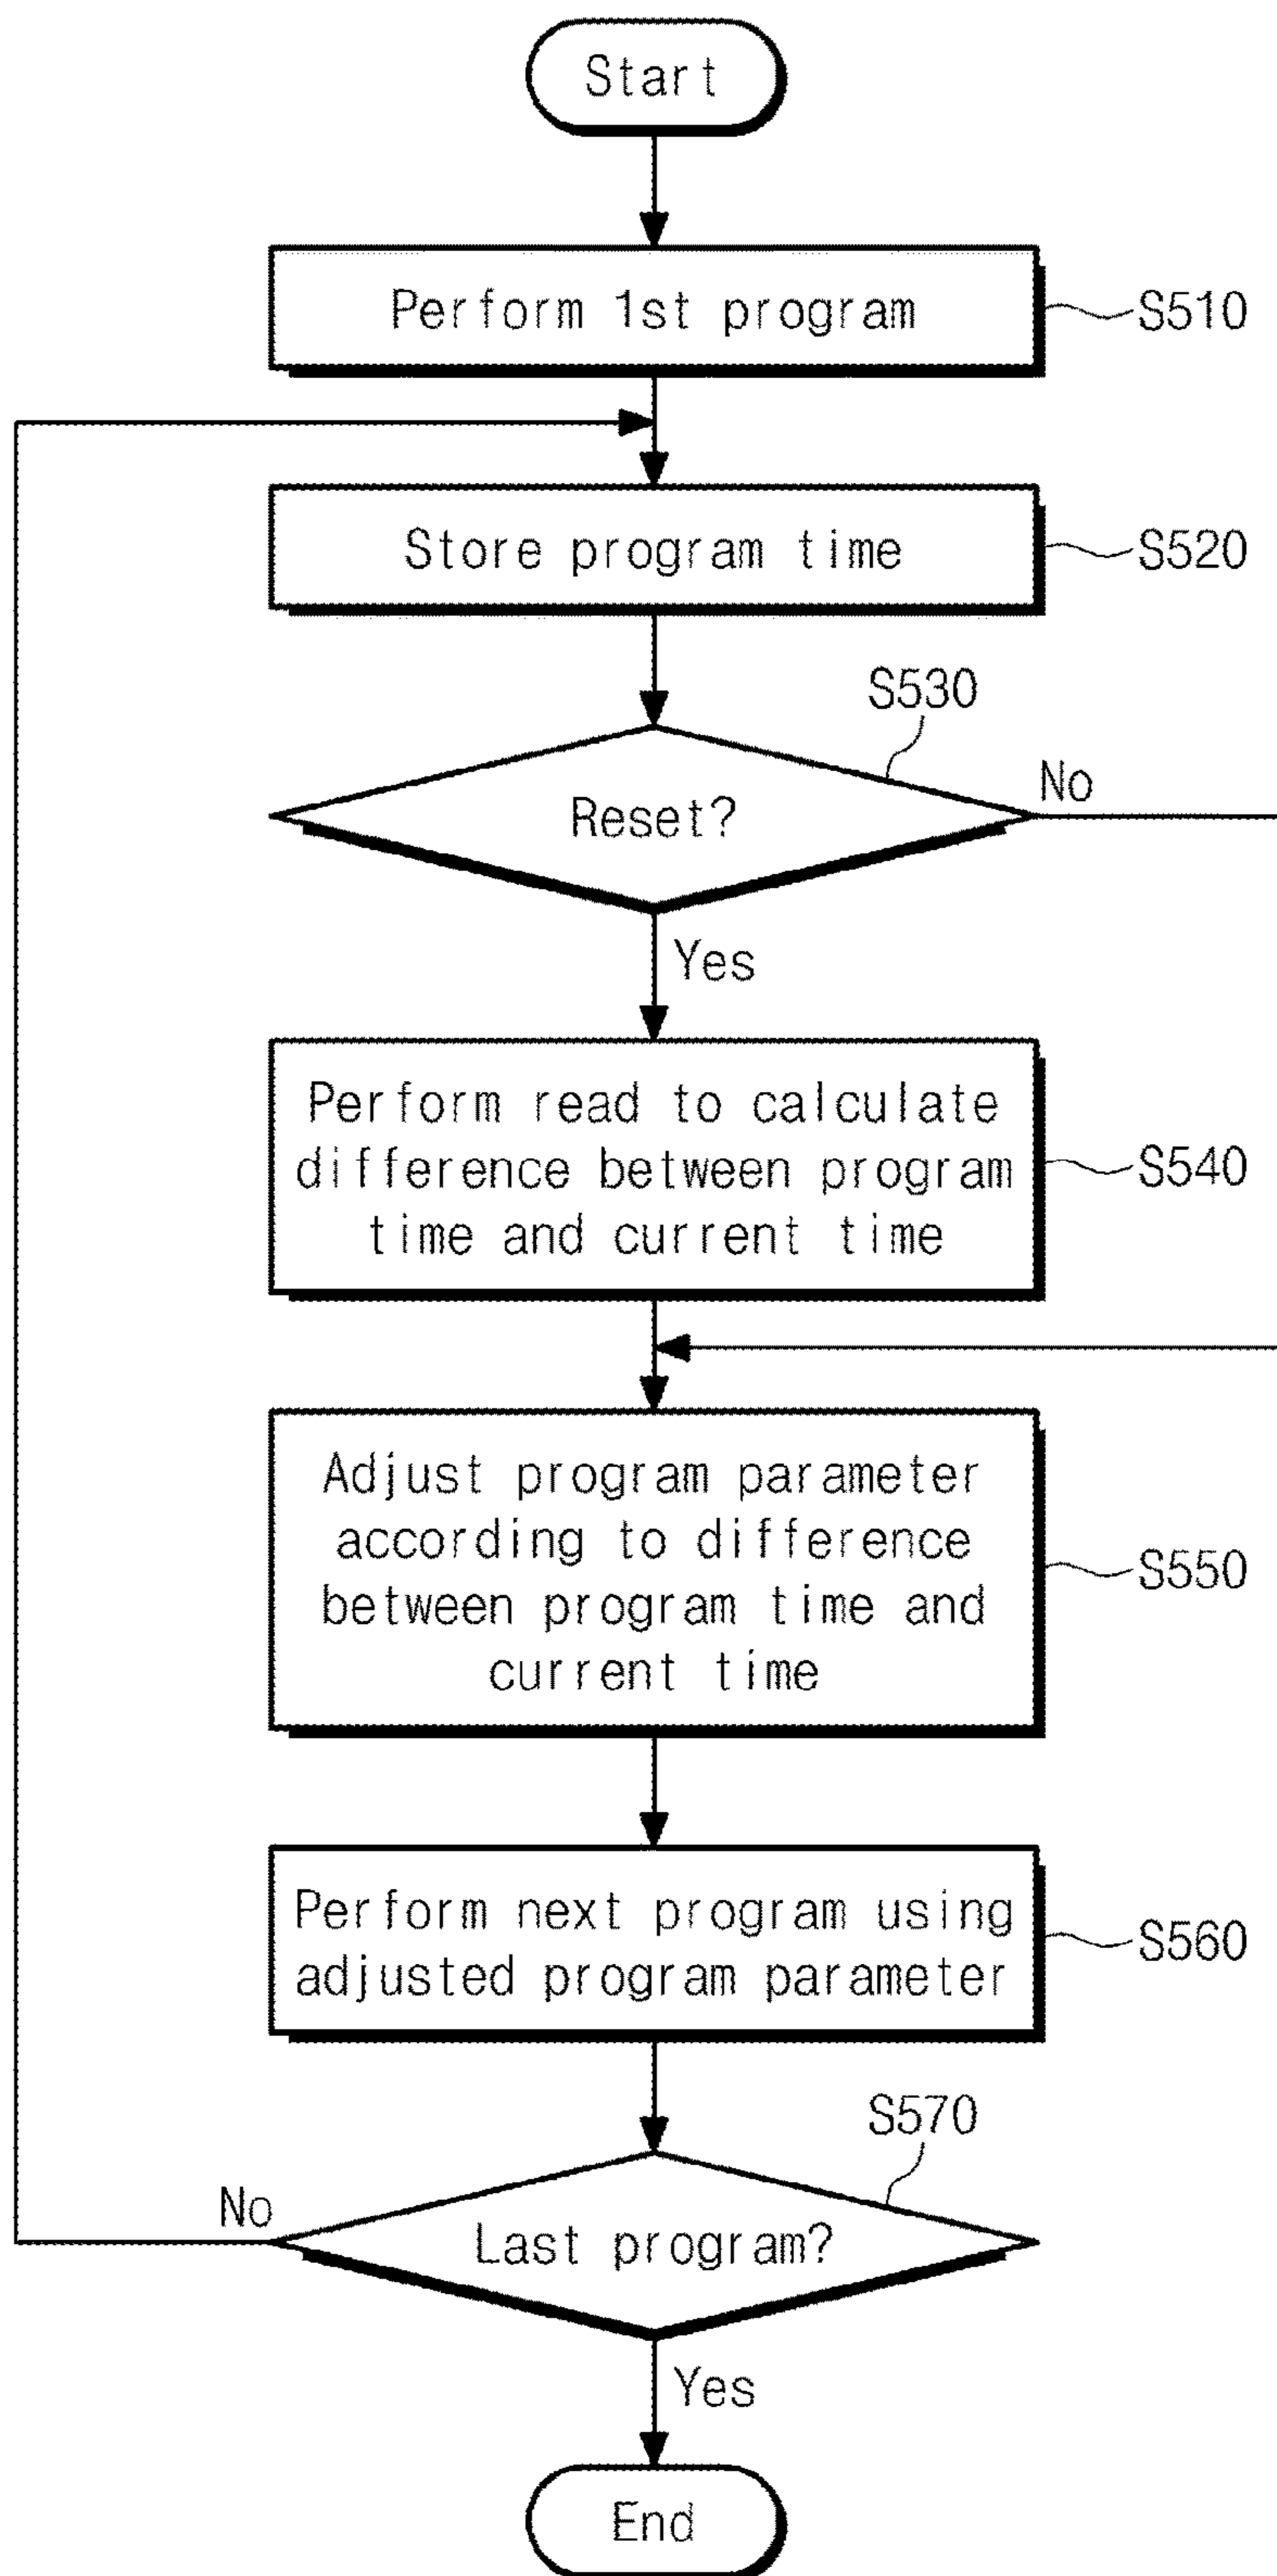 Start
Perform 1st program
S510
Store program time
S520
S530
Reset?
No
Yes
Perform read to calculate
difference between program
time and current time
S540
Adjust program parameter
according to difference
between program time and
current time
S550
Perform next program using
adjusted program parameter
S560
S570
No
Last program?
Yes
End